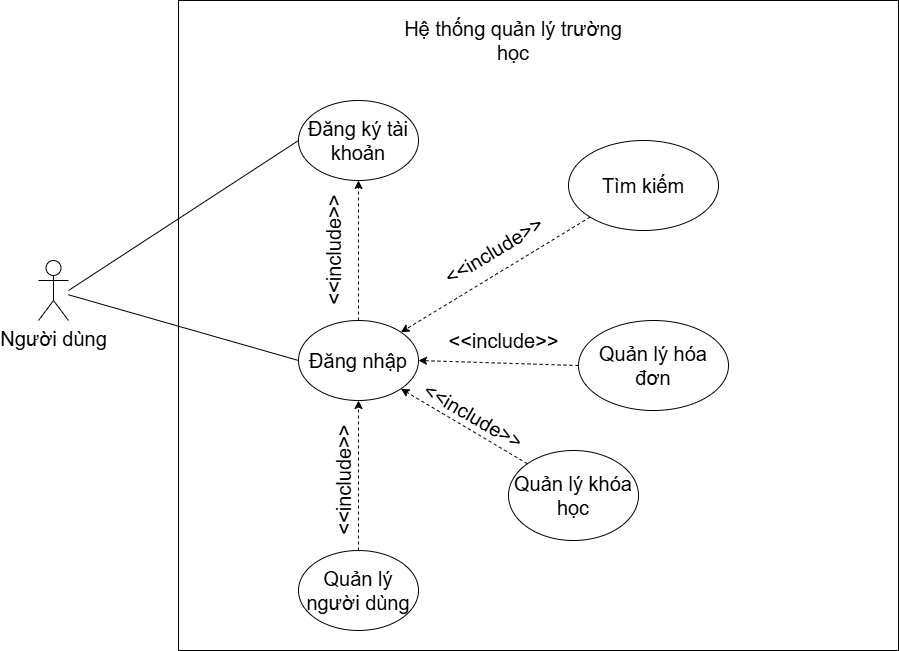 Hệ thống quản lý trường
học
Đăng ký tài
khoản
Tìm kiếm
<<include>>
<<include>>
Người dùng
Đăng nhập
<<include>>
Quản lý hóa
đơn
<<include>>
Quản lý khóa
học
<<include>>
Quản lý
người dùng